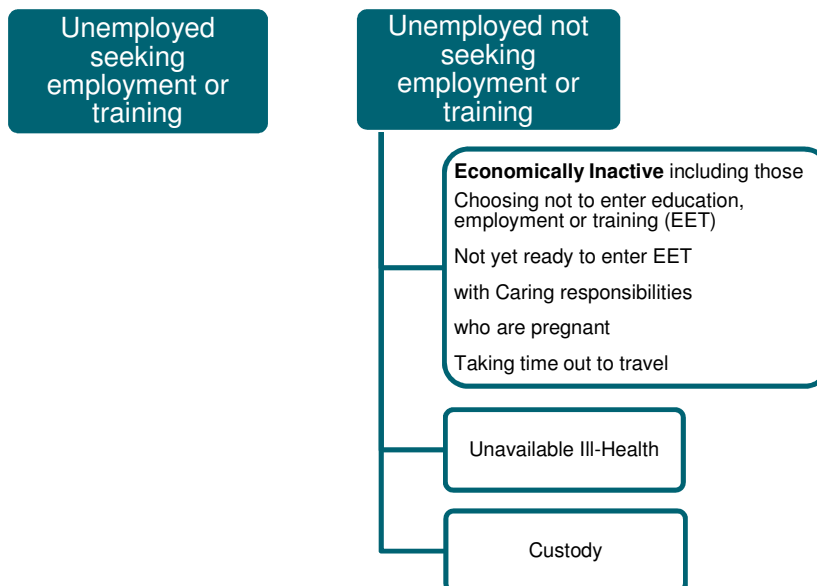 Unemployed
seeking
employment or
training
Unemployed not
seeking
employment or
training
Economically Inactive including those
Choosing not to enter education,
employment or training (EET)
Not yet ready to enter EET
with Caring responsibilities
who are pregnant
Taking time out to travel
Unavailable Ill-Health
Custody